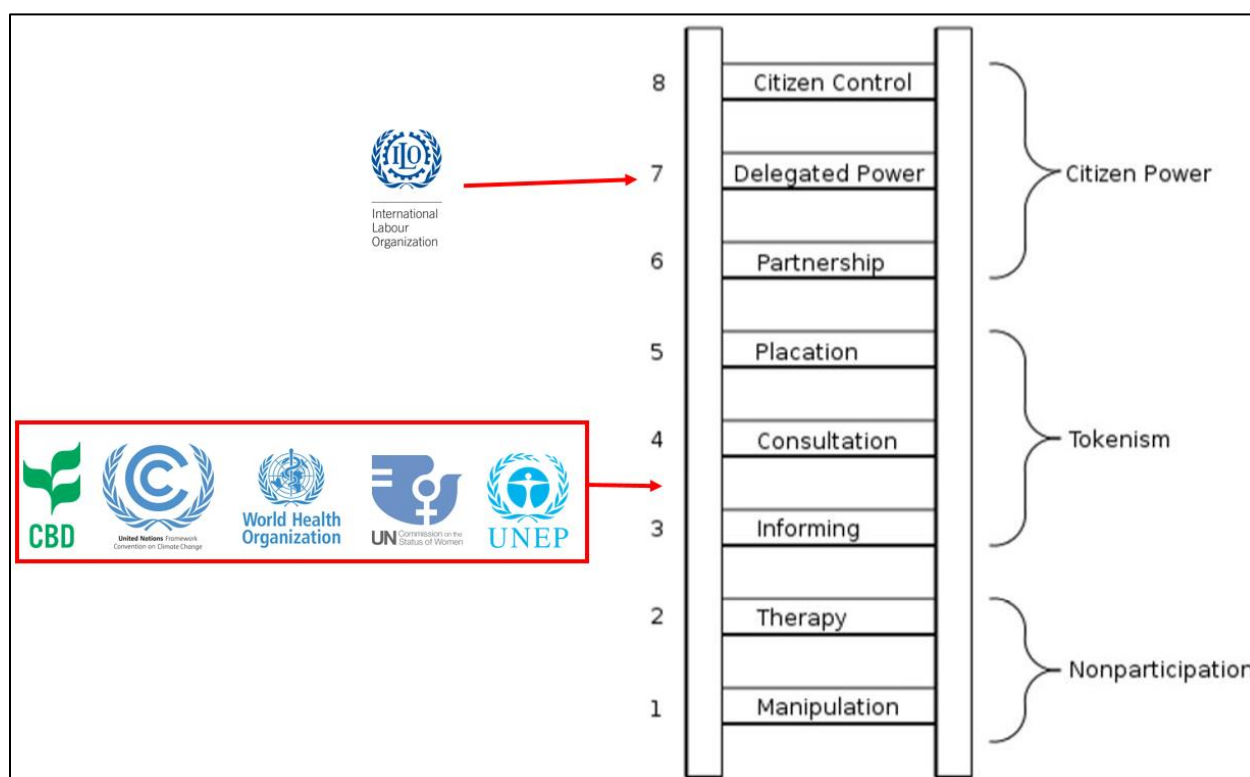 8
Citizen Control
ILO
International
Labour
Organization
7
Delegated Power
Citizen Power
6
Partnership
5
Placation
4
Consultation
Tokenism
CBD
United Nations Framework
Convention on Climate Change
World Health
Organization
UN Commission on the
Status of Women
UNEP
3
Informing
2
Therapy
Nonparticipation
1
Manipulation